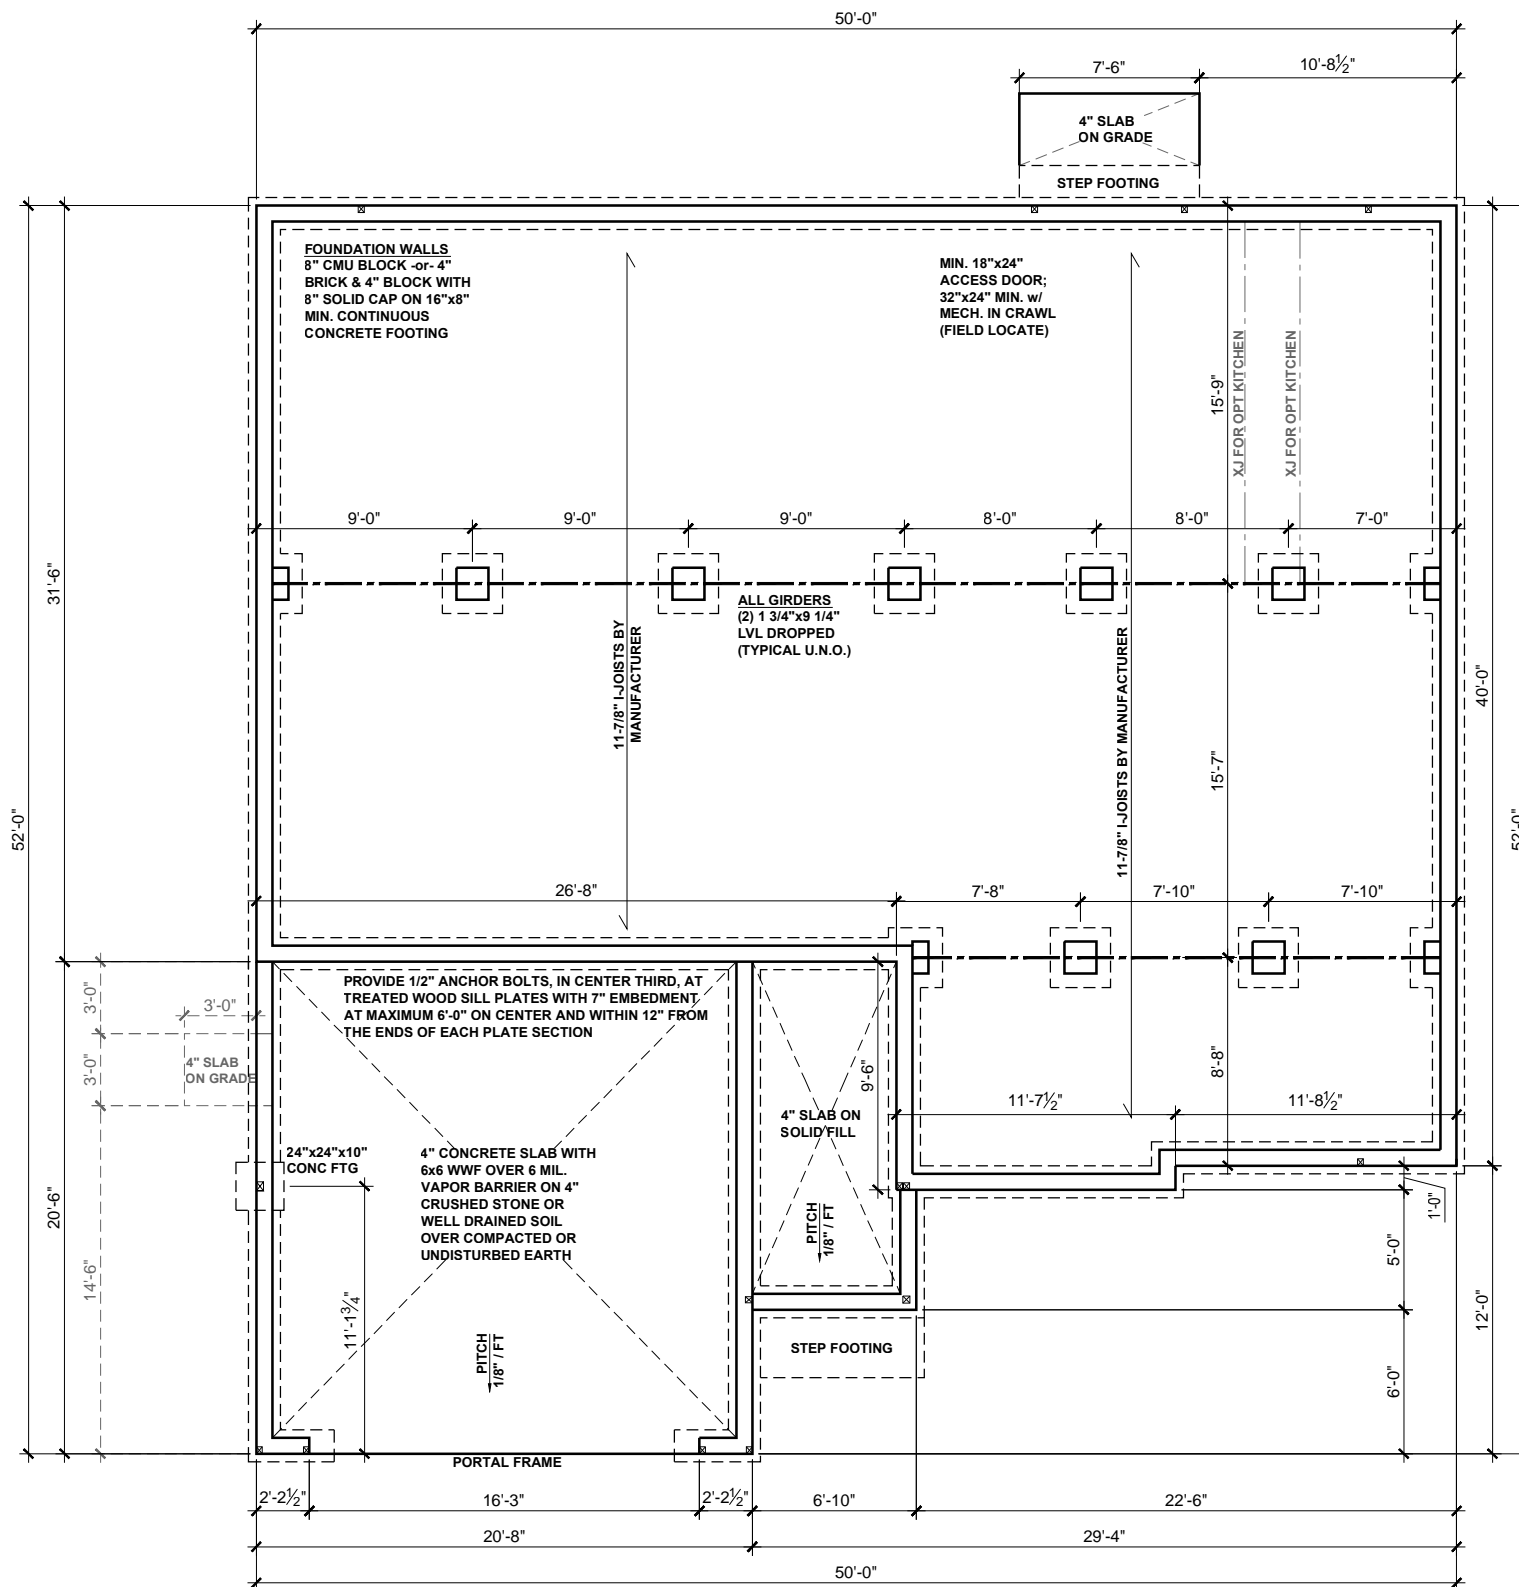 50'-0"
7'-6"
10'-8½"
4" SLAB
ON GRADE
STEP FOOTING
FOUNDATION WALLS
8" CMU BLOCK -or- 4"
BRICK & 4" BLOCK WITH
8" SOLID CAP ON 16"x8"
MIN. CONTINUOUS
CONCRETE FOOTING
MIN. 18"x24"
ACCESS DOOR;
32"x24" MIN. w/
MECH. IN CRAWL
(FIELD LOCATE)
XJ FOR OPT KITCHEN
XJ FOR OPT KITCHEN
15'-9"
9'-0"
9'-0"
9'-0"
8'-0"
8'-0"
7'-0"
31'-6"
ALL GIRDERS
(2) 1 3/4"x9 1/4"
LVL DROPPED
(TYPICAL U.N.O.)
11-7/8" I-JOISTS BY
MANUFACTURER
11-7/8" I-JOISTS BY MANUFACTURER
40'-0"
15'-7"
52'-0"
52'-0"
26'-8"
7'-8"
7'-10"
7'-10"
PROVIDE 1/2" ANCHOR BOLTS, IN CENTER THIRD, AT
TREATED WOOD SILL PLATES WITH 7" EMBEDMENT
AT MAXIMUM 6'-0" ON CENTER AND WITHIN 12" FROM
THE ENDS OF EACH PLATE SECTION
3'-0"
3'-0"
3'-0"
4" SLAB
ON GRADE
9'-6"
8'-8"
11'-7½"
11'-8½"
4" SLAB ON
SOLID FILL
24"x24"x10"
CONC FTG
4" CONCRETE SLAB WITH
6x6 WWF OVER 6 MIL.
VAPOR BARRIER ON 4"
CRUSHED STONE OR
WELL DRAINED SOIL
OVER COMPACTED OR
UNDISTURBED EARTH
20'-6"
14'-6"
11'-1¾"
PITCH
1/8" / FT
PITCH
1/8" / FT
1'-0"
5'-0"
12'-0"
6'-0"
STEP FOOTING
PORTAL FRAME
2'-2½"
16'-3"
2'-2½"
6'-10"
22'-6"
20'-8"
29'-4"
50'-0"